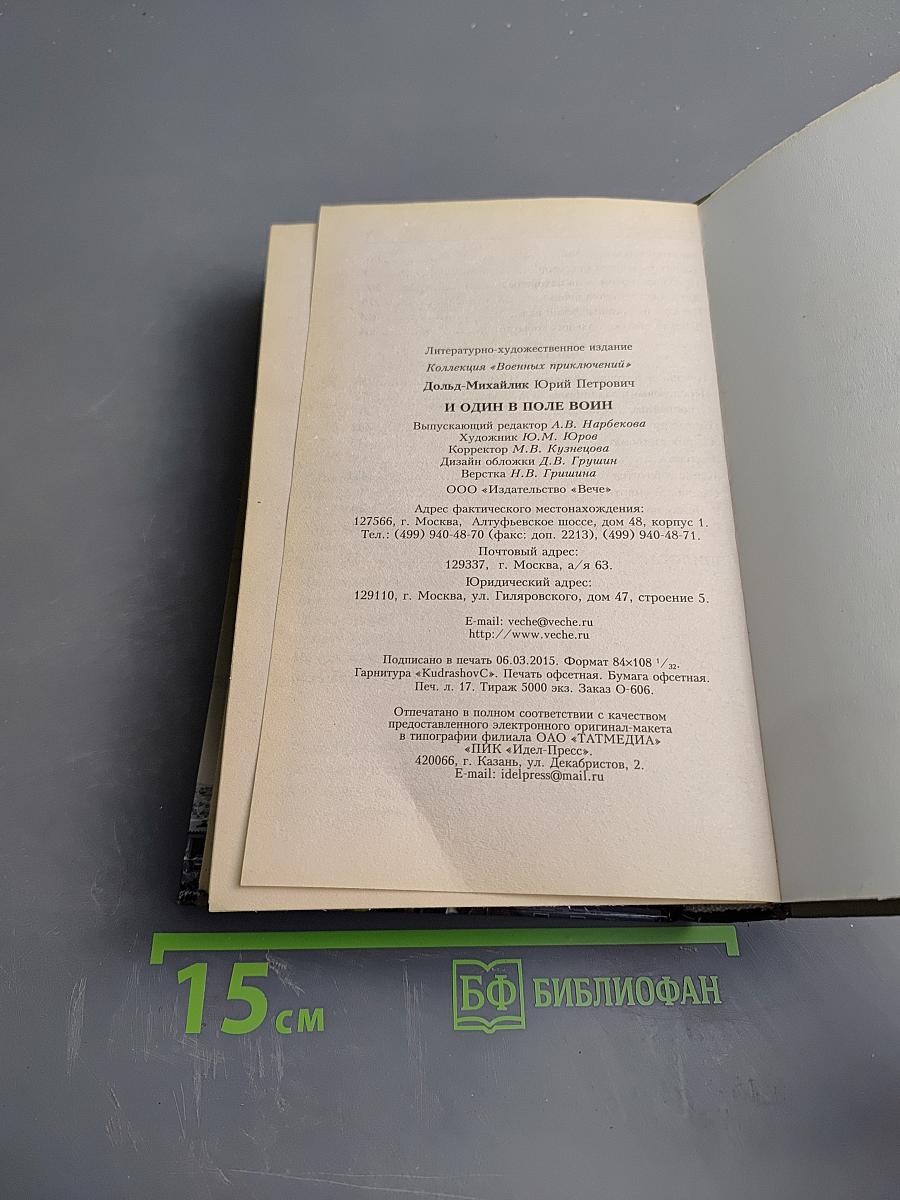 Литературно-художественное издание
Коллекция «Военных приключений»
Дольд-Михайлик Юрий Петрович
И ОДИН В ПОЛЕ ВОИН
Выпускающий редактор А.В. Нарбекова
Художник Ю.М. Юров
Корректор М.В. Кузнецова
Дизайн обложки Д.В. Грушин
Верстка Н.В. Гришина
ООО «Издательство «Вече»
Адрес фактического местонахождения:
127566, г. Москва, Алтуфьевское шоссе, дом 48, корпус 1.
Тел.: (499) 940-48-70 (факс: доп. 2213), (499) 940-48-71.
Почтовый адрес:
129337, г. Москва, а/я 63.
Юридический адрес:
129110, г. Москва, ул. Гиляровского, дом 47, строение 5.
E-mail: veche@veche.ru
http://www.veche.ru
Подписано в печать 06.03.2015. Формат 84×108 1/32.
Гарнитура «KudrashovC». Печать офсетная. Бумага офсетная.
Печ. л. 17. Тираж 5000 экз. Заказ О-606.
Отпечатано в полном соответствии с качеством
предоставленного электронного оригинал-макета
в типографии филиала ОАО «ТАТМЕДИА»
«ПИК «Идел-Пресс».
420066, г. Казань, ул. Декабристов, 2.
E-mail: idelpress@mail.ru
15 см
БФ БИБЛИОФАН